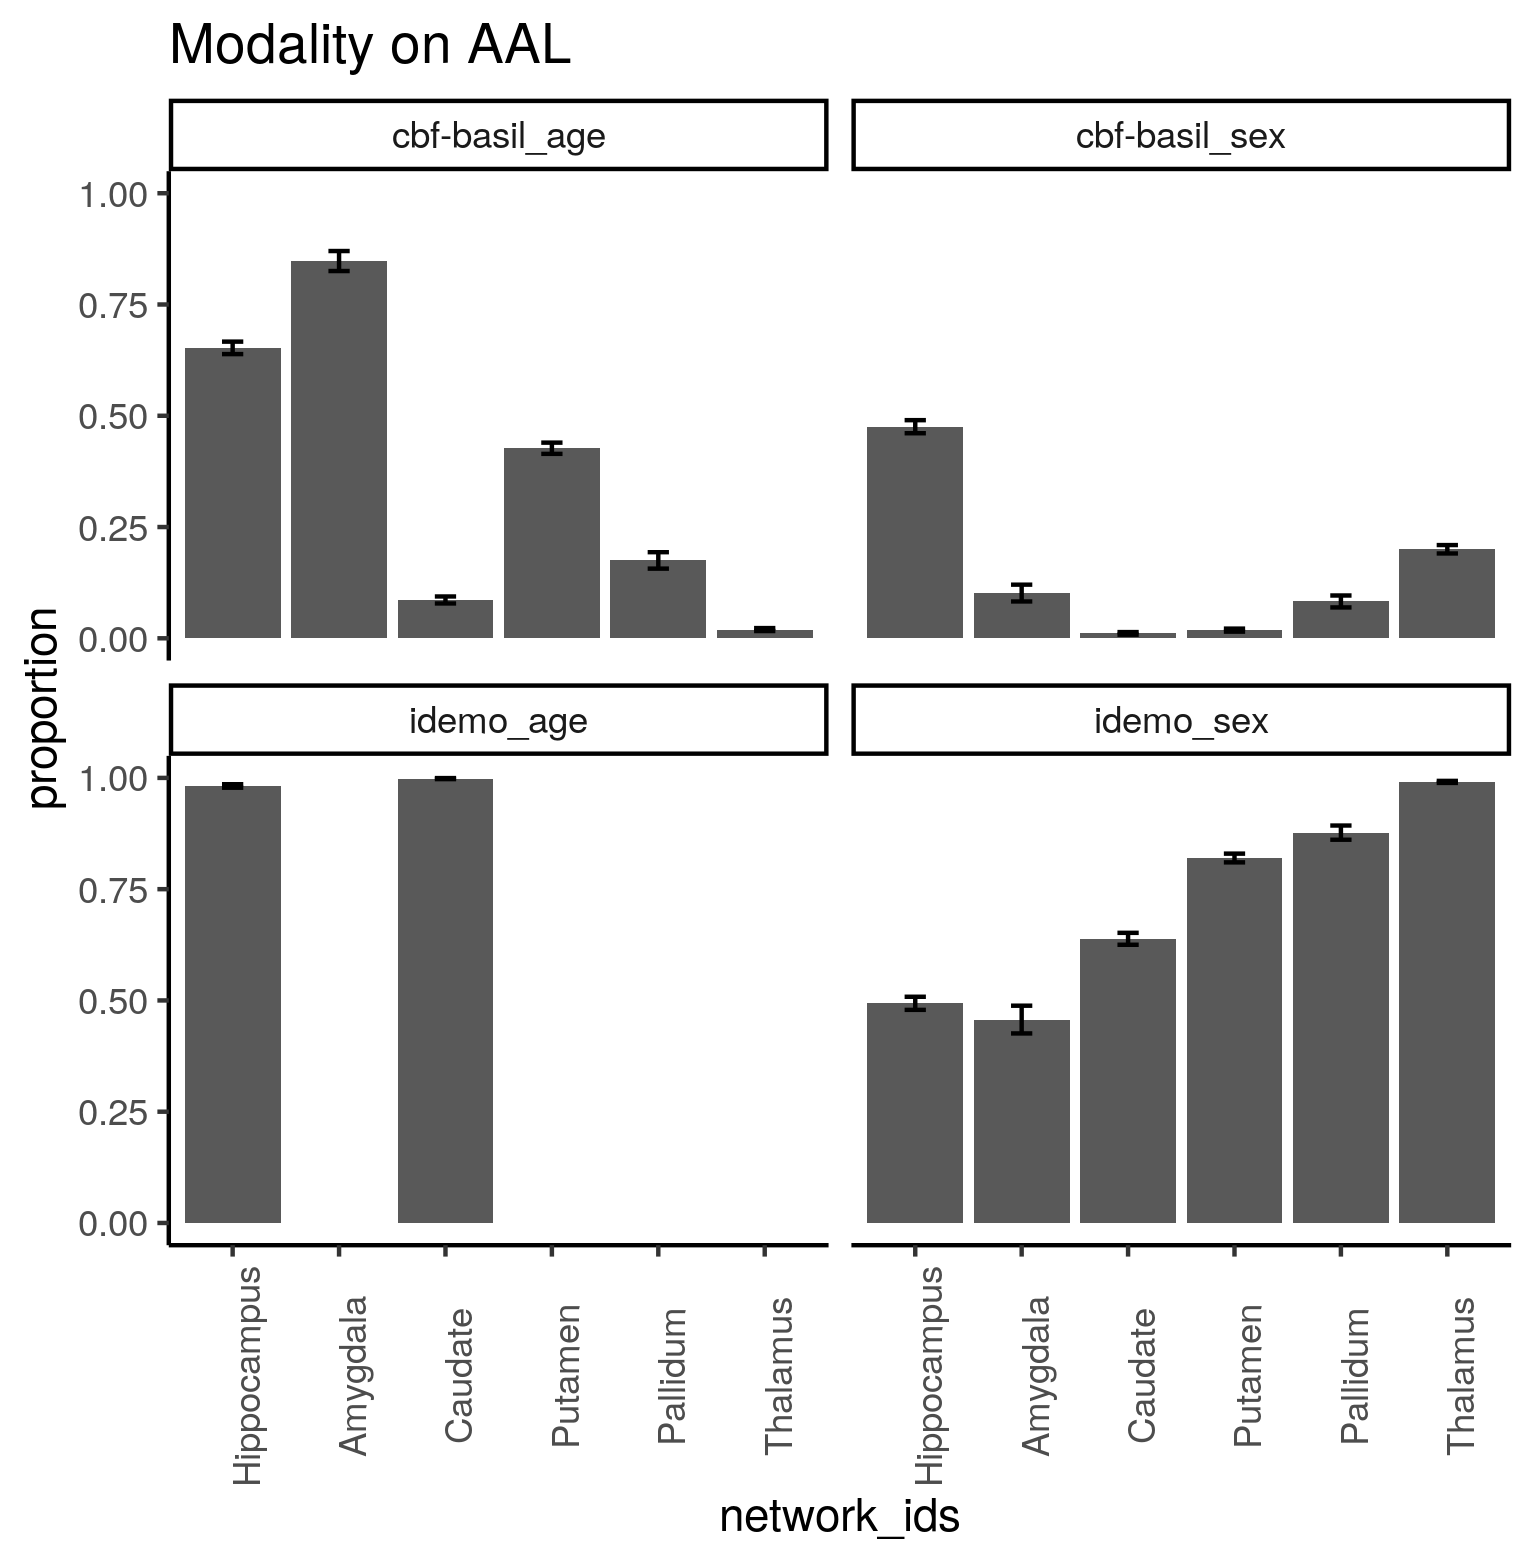 Modality on AAL
cbf-basil_age
cbf-basil_sex
1.00
0.75
0.50
0.25
0.00
proportion
idemo_age
idemo_sex
1.00
0.75
0.50
0.25
0.00
Hippocampus
Amygdala
Caudate
Putamen
Pallidum
Thalamus
Hippocampus
Amygdala
Caudate
Putamen
Pallidum
Thalamus
network_ids